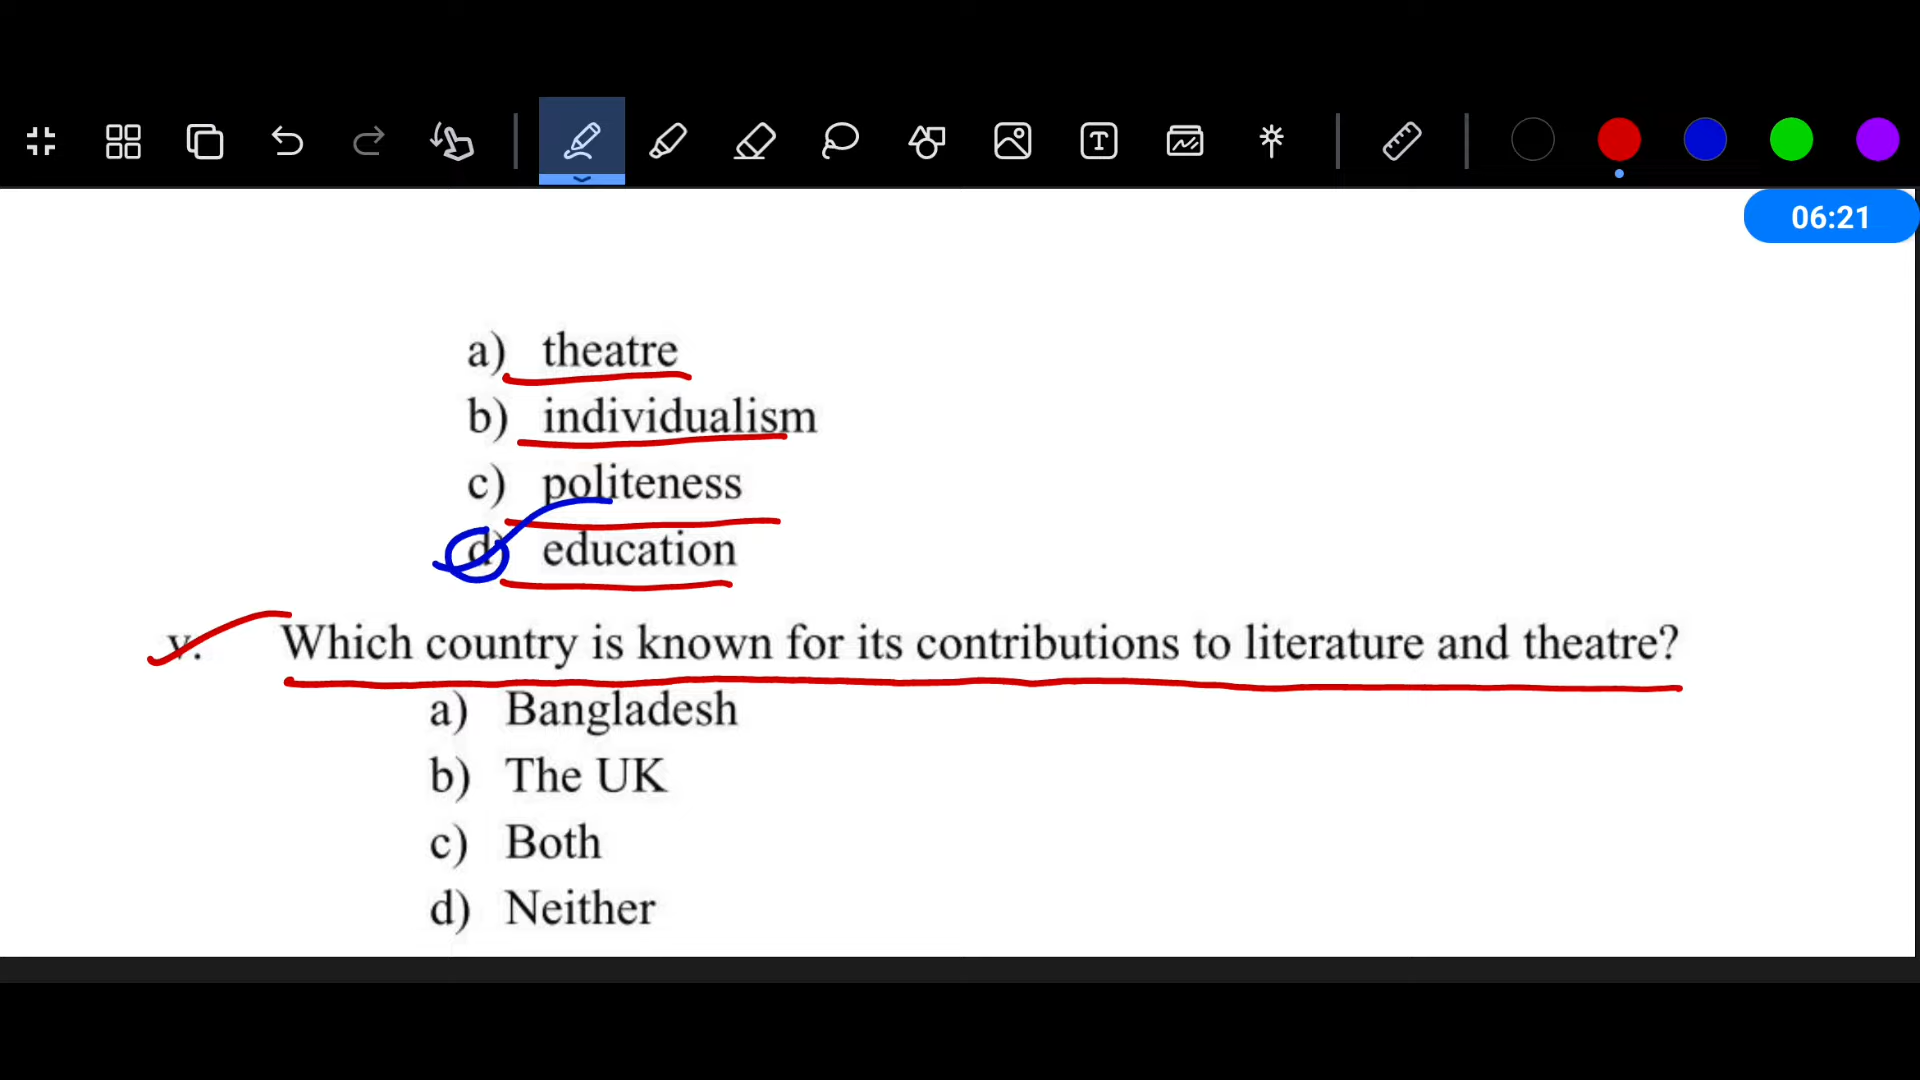 06:21
a) theatre
b) individualism
c) politeness
d) education
v. Which country is known for its contributions to literature and theatre?
a) Bangladesh
b) The UK
c) Both
d) Neither